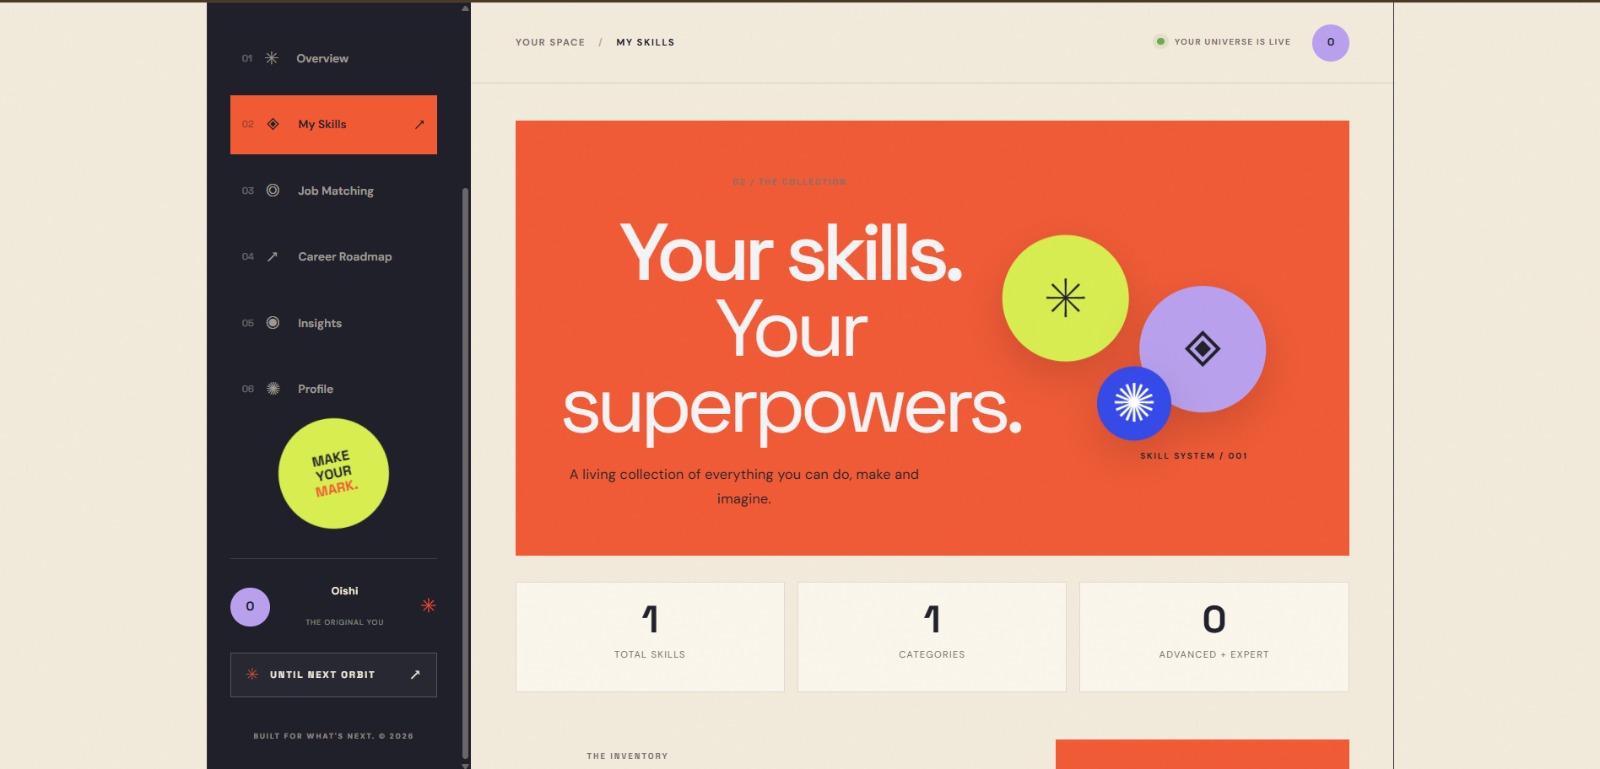 01 Overview
02 My Skills
03 Job Matching
04 Career Roadmap
05 Insights
06 Profile
MAKE
YOUR
MARK.
O
Oishi
THE ORIGINAL YOU
UNTIL NEXT ORBIT
BUILT FOR WHAT'S NEXT. © 2026
YOUR SPACE / MY SKILLS
YOUR UNIVERSE IS LIVE
O
02 / THE COLLECTION
Your skills.
Your
superpowers.
A living collection of everything you can do, make and
imagine.
SKILL SYSTEM / 001
1
TOTAL SKILLS
1
CATEGORIES
0
ADVANCED + EXPERT
THE INVENTORY